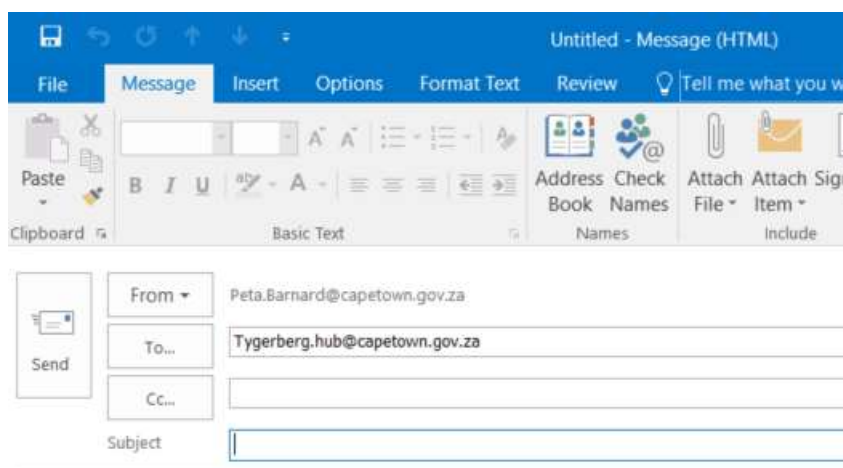 Untitled - Message (HTML)
File Message Insert Options Format Text Review Tell me what you w
Paste
B I U
Address Book
Check Names
Attach File
Attach Item
Sig
Clipboard Basic Text Names Include
From Peta.Barnard@capetown.gov.za
Send
To... Tygerberg.hub@capetown.gov.za
Cc...
Subject